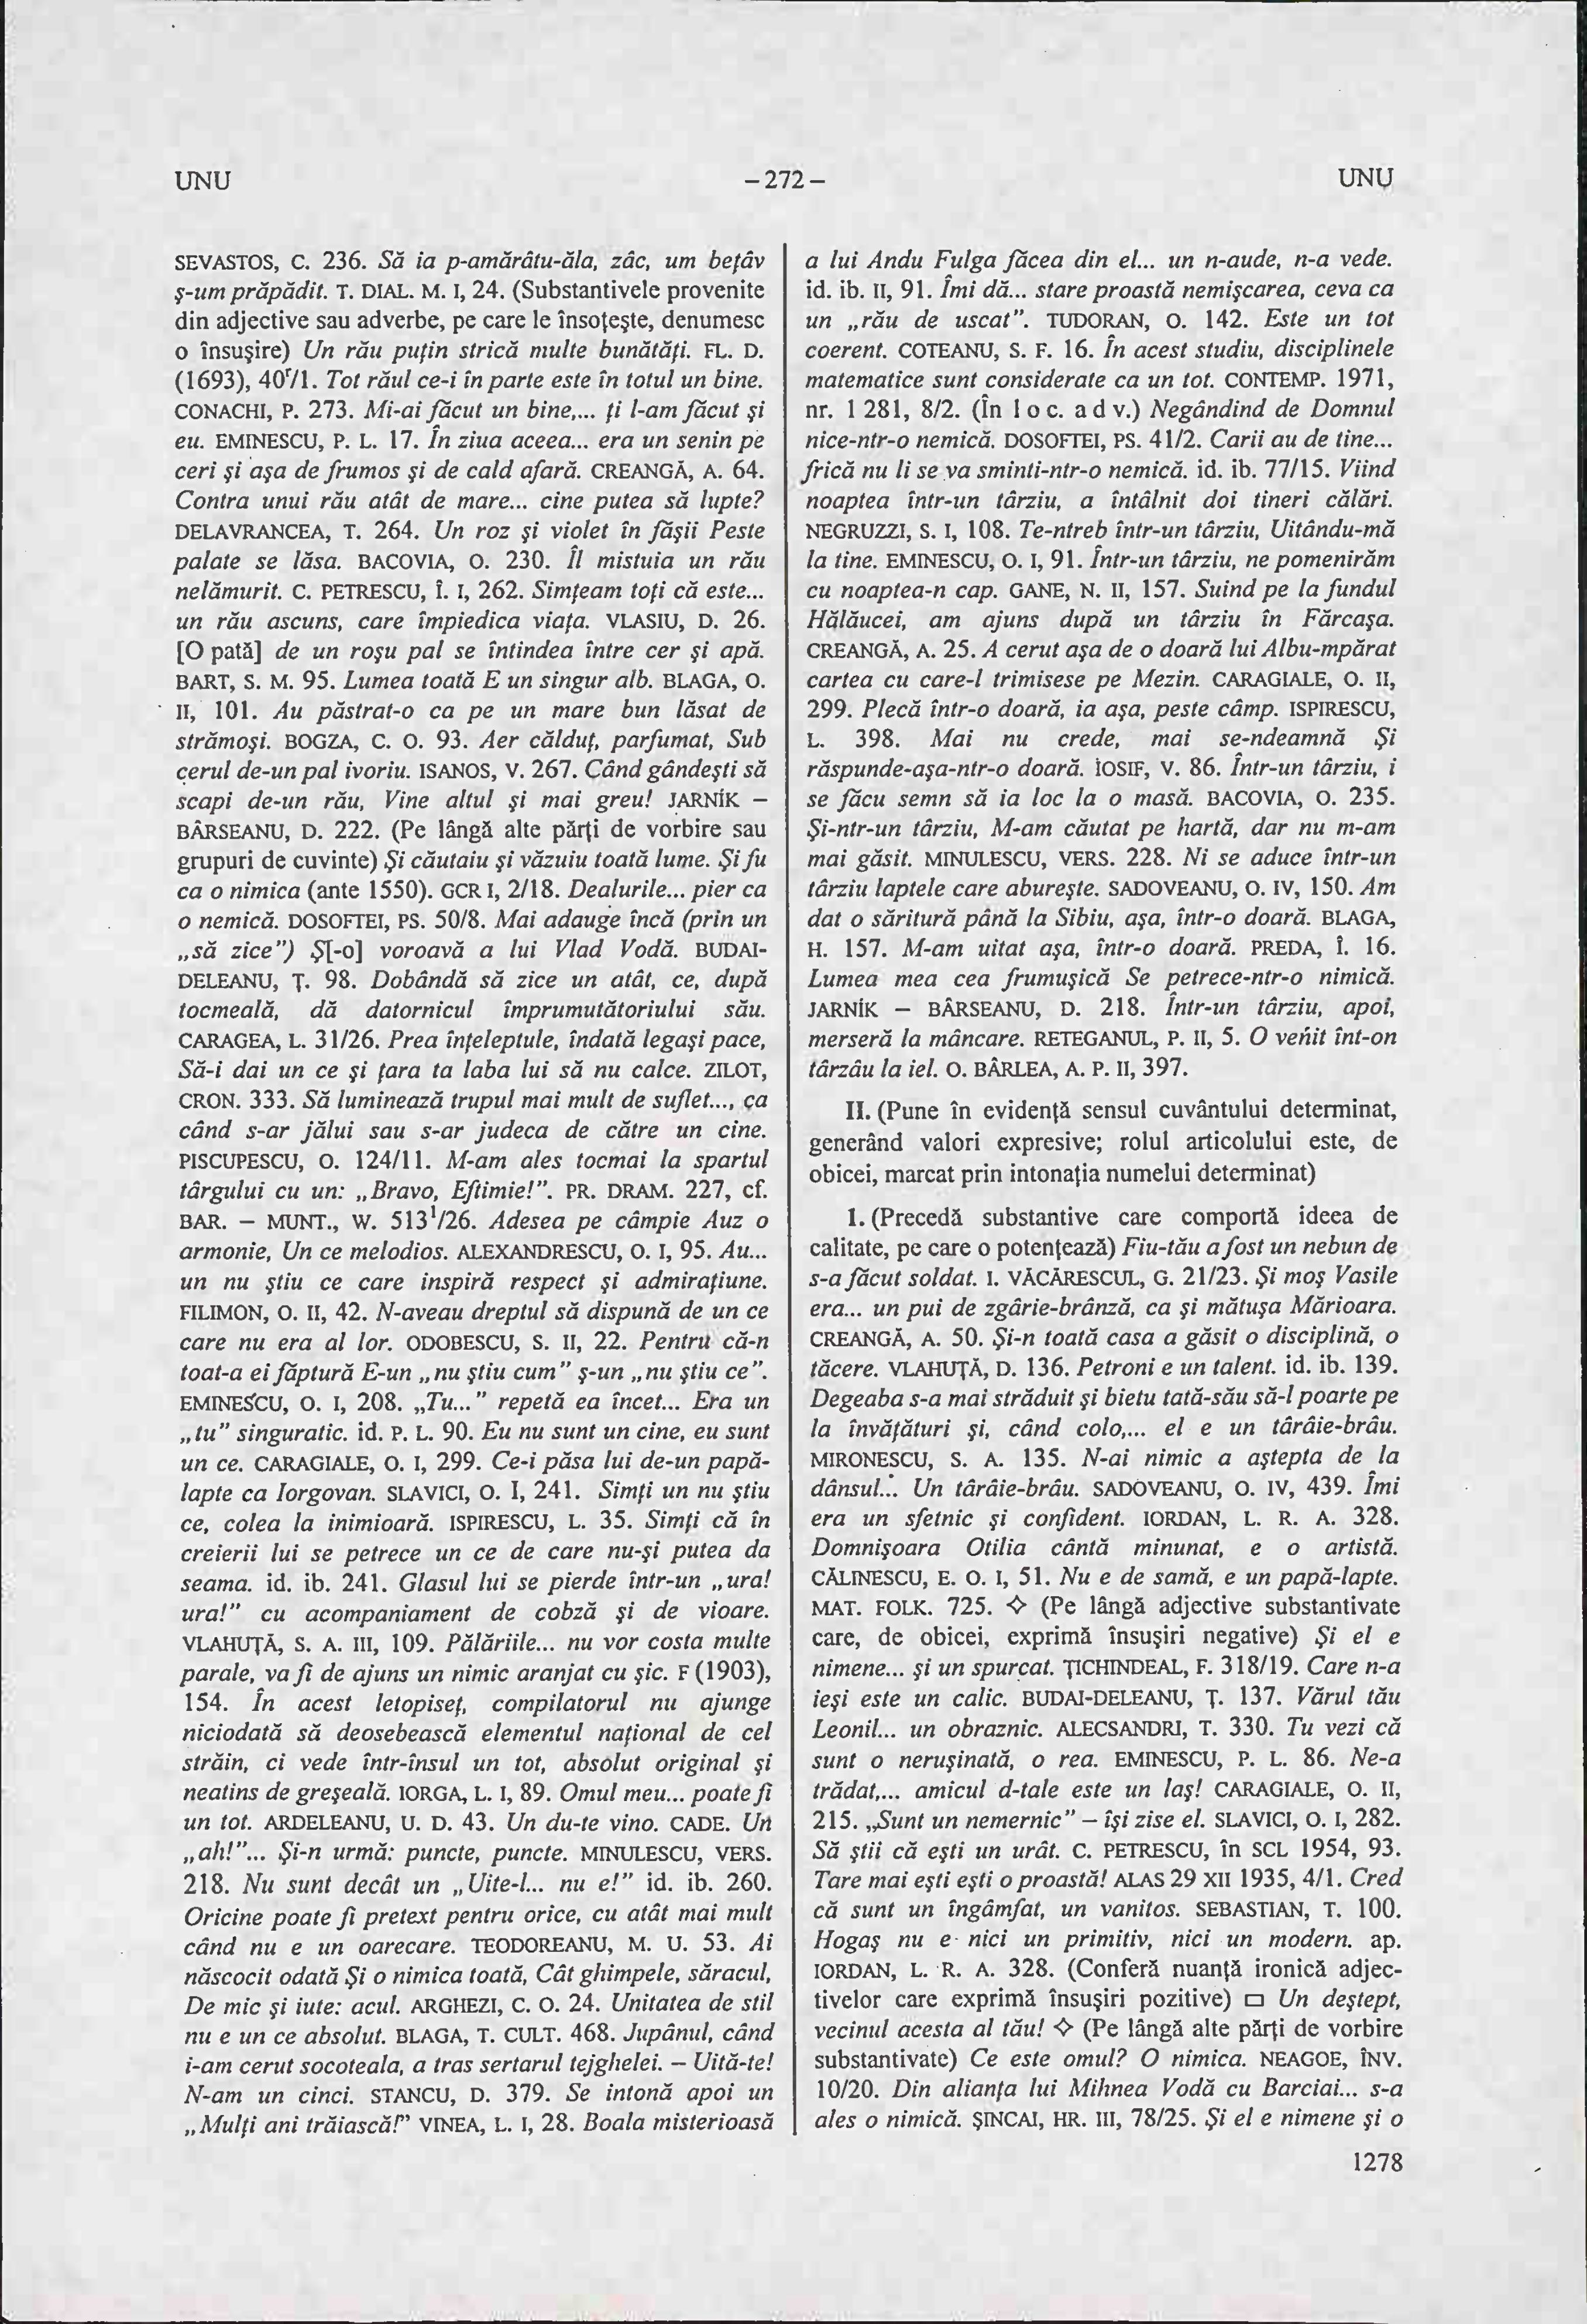 UNU
–272–
UNU
SEVASTOS, C. 236. Să ia p-amărâtu-ăla, zâc, um beţâv
ş-um prăpădit. T. DIAL. M. I, 24. (Substantivele provenite
din adjective sau adverbe, pe care le însoţeşte, denumesc
o însuşire) Un rău puţin strică multe bunătăţi. FL. D.
(1693), 40ʳ/1. Tot răul ce-i în parte este în totul un bine.
CONACHI, P. 273. Mi-ai făcut un bine,... ţi l-am făcut şi
eu. EMINESCU, P. L. 17. În ziua aceea... era un senin pe
ceri şi aşa de frumos şi de cald afară. CREANGĂ, A. 64.
Contra unui rău atât de mare... cine putea să lupte?
DELAVRANCEA, T. 264. Un roz şi violet în făşii Peste
palate se lăsa. BACOVIA, O. 230. Îl mistuia un rău
nelămurit. C. PETRESCU, Î. I, 262. Simţeam toţi că este...
un rău ascuns, care împiedica viaţa. VLASIU, D. 26.
[O pată] de un roşu pal se întindea între cer şi apă.
BART, S. M. 95. Lumea toată E un singur alb. BLAGA, O.
II, 101. Au păstrat-o ca pe un mare bun lăsat de
strămoşi. BOGZA, C. O. 93. Aer călduţ, parfumat, Sub
cerul de-un pal ivoriu. ISANOS, V. 267. Când gândeşti să
scapi de-un rău, Vine altul şi mai greu! JARNÍK –
BÂRSEANU, D. 222. (Pe lângă alte părţi de vorbire sau
grupuri de cuvinte) Şi căutaiu şi văzuiu toată lume. Şi fu
ca o nimica (ante 1550). GCR I, 2/18. Dealurile... pier ca
o nemică. DOSOFTEI, PS. 50/8. Mai adauge încă (prin un
„să zice”) Ş[-o] voroavă a lui Vlad Vodă. BUDAI-
DELEANU, Ţ. 98. Dobândă să zice un atât, ce, după
tocmeală, dă datornicul împrumutătoriului său.
CARAGEA, L. 31/26. Prea înţeleptule, îndată legaşi pace,
Să-i dai un ce şi ţara ta laba lui să nu calce. ZILOT,
CRON. 333. Să luminează trupul mai mult de suflet..., ca
când s-ar jălui sau s-ar judeca de către un cine.
PISCUPESCU, O. 124/11. M-am ales tocmai la spartul
târgului cu un: „Bravo, Eftimie!”. PR. DRAM. 227, cf.
BAR. – MUNT., W. 513¹/26. Adesea pe câmpie Auz o
armonie, Un ce melodios. ALEXANDRESCU, O. I, 95. Au...
un nu ştiu ce care inspiră respect şi admiraţiune.
FILIMON, O. II, 42. N-aveau dreptul să dispună de un ce
care nu era al lor. ODOBESCU, S. II, 22. Pentru că-n
toat-a ei făptură E-un „nu ştiu cum” ş-un „nu ştiu ce”.
EMINESCU, O. I, 208. „Tu...” repetă ea încet... Era un
„tu” singuratic. id. P. L. 90. Eu nu sunt un cine, eu sunt
un ce. CARAGIALE, O. I, 299. Ce-i păsa lui de-un papă-
lapte ca Iorgovan. SLAVICI, O. I, 241. Simţi un nu ştiu
ce, colea la inimioară. ISPIRESCU, L. 35. Simţi că în
creierii lui se petrece un ce de care nu-şi putea da
seama. id. ib. 241. Glasul lui se pierde într-un „ura!
ura!” cu acompaniament de cobză şi de vioare.
VLAHUŢĂ, S. A. III, 109. Pălăriile... nu vor costa multe
parale, va fi de ajuns un nimic aranjat cu şic. F (1903),
154. În acest letopiseţ, compilatorul nu ajunge
niciodată să deosebească elementul naţional de cel
străin, ci vede într-însul un tot, absolut original şi
neatins de greşeală. IORGA, L. I, 89. Omul meu... poate fi
un tot. ARDELEANU, U. D. 43. Un du-te vino. CADE. Un
„ah!”... Şi-n urmă: puncte, puncte. MINULESCU, VERS.
218. Nu sunt decât un „Uite-l... nu e!” id. ib. 260.
Oricine poate fi pretext pentru orice, cu atât mai mult
când nu e un oarecare. TEODOREANU, M. U. 53. Ai
născocit odată Şi o nimica toată, Cât ghimpele, săracul,
De mic şi iute: acul. ARGHEZI, C. O. 24. Unitatea de stil
nu e un ce absolut. BLAGA, T. CULT. 468. Jupânul, când
i-am cerut socoteala, a tras sertarul tejghelei. – Uită-te!
N-am un cinci. STANCU, D. 379. Se intonă apoi un
„Mulţi ani trăiască!” VINEA, L. I, 28. Boala misterioasă
a lui Andu Fulga făcea din el... un n-aude, n-a vede.
id. ib. II, 91. Îmi dă... stare proastă nemişcarea, ceva ca
un „rău de uscat”. TUDORAN, O. 142. Este un tot
coerent. COTEANU, S. F. 16. În acest studiu, disciplinele
matematice sunt considerate ca un tot. CONTEMP. 1971,
nr. 1 281, 8/2. (În loc. adv.) Negândind de Domnul
nice-ntr-o nemică. DOSOFTEI, PS. 41/2. Carii au de tine...
frică nu li se va sminti-ntr-o nemică. id. ib. 77/15. Viind
noaptea într-un târziu, a întâlnit doi tineri călări.
NEGRUZZI, S. I, 108. Te-ntreb într-un târziu, Uitându-mă
la tine. EMINESCU, O. I, 91. Într-un târziu, ne pomenirăm
cu noaptea-n cap. GANE, N. II, 157. Suind pe la fundul
Hălăucei, am ajuns după un târziu în Fărcaşa.
CREANGĂ, A. 25. A cerut aşa de o doară lui Albu-mpărat
cartea cu care-l trimisese pe Mezin. CARAGIALE, O. II,
299. Plecă într-o doară, ia aşa, peste câmp. ISPIRESCU,
L. 398. Mai nu crede, mai se-ndeamnă Şi
răspunde-aşa-ntr-o doară. IOSIF, V. 86. Într-un târziu, i
se făcu semn să ia loc la o masă. BACOVIA, O. 235.
Şi-ntr-un târziu, M-am căutat pe hartă, dar nu m-am
mai găsit. MINULESCU, VERS. 228. Ni se aduce într-un
târziu laptele care abureşte. SADOVEANU, O. IV, 150. Am
dat o săritură până la Sibiu, aşa, într-o doară. BLAGA,
H. 157. M-am uitat aşa, într-o doară. PREDA, Î. 16.
Lumea mea cea frumuşică Se petrece-ntr-o nimică.
JARNÍK – BÂRSEANU, D. 218. Într-un târziu, apoi,
merseră la mâncare. RETEGANUL, P. II, 5. O veńit înt-on
târzâu la iel. O. BÂRLEA, A. P. II, 397.
II. (Pune în evidenţă sensul cuvântului determinat,
generând valori expresive; rolul articolului este, de
obicei, marcat prin intonaţia numelui determinat)
1. (Precedă substantive care comportă ideea de
calitate, pe care o potenţează) Fiu-tău a fost un nebun de
s-a făcut soldat. I. VĂCĂRESCUL, G. 21/23. Şi moş Vasile
era... un pui de zgârie-brânză, ca şi mătuşa Mărioara.
CREANGĂ, A. 50. Şi-n toată casa a găsit o disciplină, o
tăcere. VLAHUŢĂ, D. 136. Petroni e un talent. id. ib. 139.
Degeaba s-a mai străduit şi bietu tată-său să-l poarte pe
la învăţături şi, când colo,... el e un târâie-brâu.
MIRONESCU, S. A. 135. N-ai nimic a aştepta de la
dânsul... Un târâie-brâu. SADOVEANU, O. IV, 439. Îmi
era un sfetnic şi confident. IORDAN, L. R. A. 328.
Domnişoara Otilia cântă minunat, e o artistă.
CĂLINESCU, E. O. I, 51. Nu e de samă, e un papă-lapte.
MAT. FOLK. 725. ◇ (Pe lângă adjective substantivate
care, de obicei, exprimă însuşiri negative) Şi el e
nimene... şi un spurcat. ŢICHINDEAL, F. 318/19. Care n-a
ieşi este un calic. BUDAI-DELEANU, Ţ. 137. Vărul tău
Leonil... un obraznic. ALECSANDRI, T. 330. Tu vezi că
sunt o neruşinată, o rea. EMINESCU, P. L. 86. Ne-a
trădat,... amicul d-tale este un laş! CARAGIALE, O. II,
215. „Sunt un nemernic” – îşi zise el. SLAVICI, O. I, 282.
Să ştii că eşti un urât. C. PETRESCU, în SCL 1954, 93.
Tare mai eşti eşti o proastă! ALAS 29 XII 1935, 4/1. Cred
că sunt un îngâmfat, un vanitos. SEBASTIAN, T. 100.
Hogaş nu e nici un primitiv, nici un modern. ap.
IORDAN, L. R. A. 328. (Conferă nuanţă ironică adjec-
tivelor care exprimă însuşiri pozitive) ▭ Un deştept,
vecinul acesta al tău! ◇ (Pe lângă alte părţi de vorbire
substantivate) Ce este omul? O nimica. NEAGOE, ÎNV.
10/20. Din alianţa lui Mihnea Vodă cu Barciai... s-a
ales o nimică. ŞINCAI, HR. III, 78/25. Şi el e nimene şi o
1278